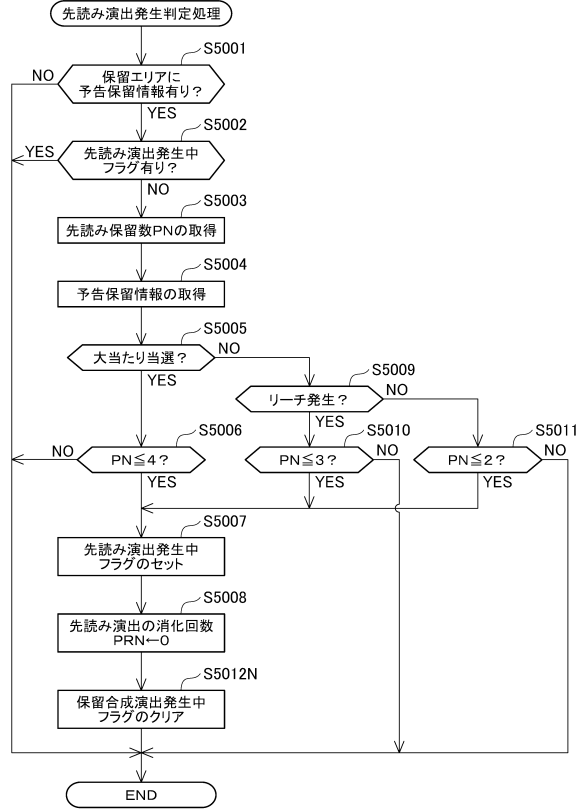 先読み演出発生判定処理
S5001
保留エリアに
予告保留情報有り？
NO
YES
S5002
先読み演出発生中
フラグ有り？
YES
NO
S5003
先読み保留数PNの取得
S5004
予告保留情報の取得
S5005
大当たり当選？
NO
YES
S5009
リーチ発生？
NO
YES
S5006
PN≦4？
NO
YES
S5010
PN≦3？
NO
YES
S5011
PN≦2？
NO
YES
S5007
先読み演出発生中
フラグのセット
S5008
先読み演出の消化回数
PRN←0
S5012N
保留合成演出発生中
フラグのクリア
END